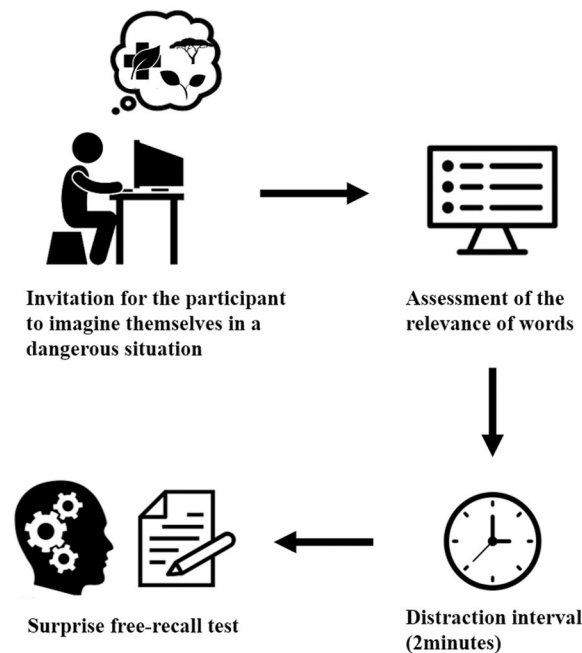 Invitation for the participant
to imagine themselves in a
dangerous situation
Assessment of the
relevance of words
Distraction interval
(2minutes)
Surprise free-recall test